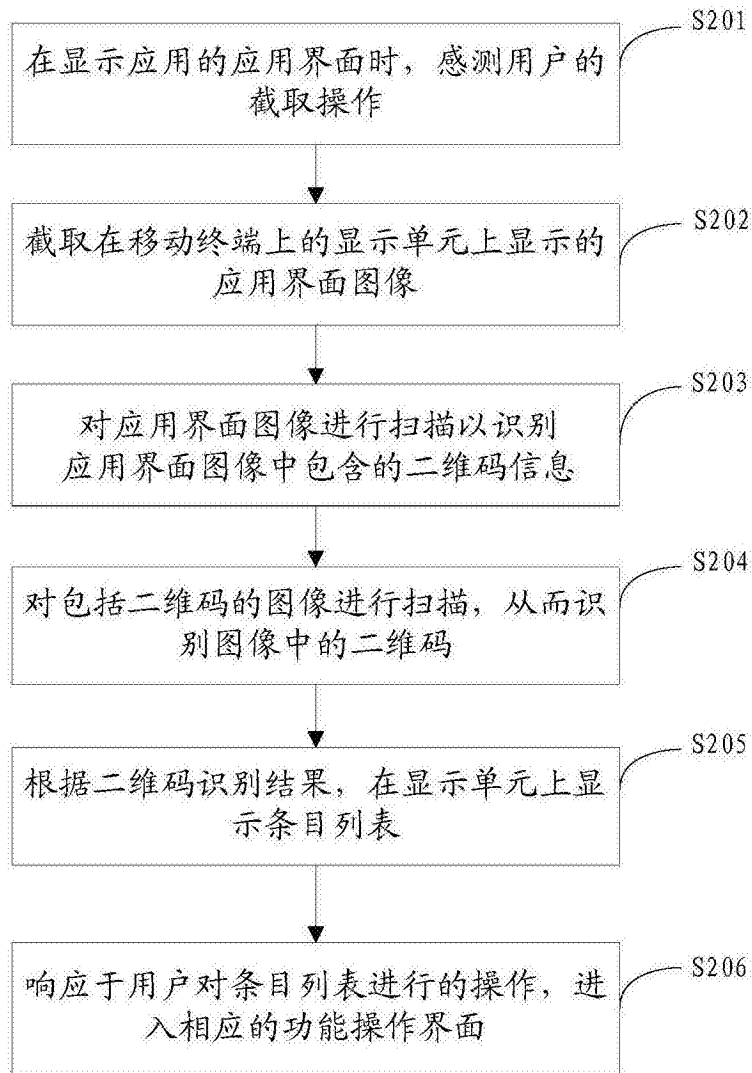 S201
在显示应用的应用界面时，感测用户的
截取操作
S202
截取在移动终端上的显示单元上显示的
应用界面图像
S203
对应用界面图像进行扫描以识别
应用界面图像中包含的二维码信息
S204
对包括二维码的图像进行扫描，从而识
别图像中的二维码
S205
根据二维码识别结果，在显示单元上显
示条目列表
S206
响应于用户对条目列表进行的操作，进
入相应的功能操作界面